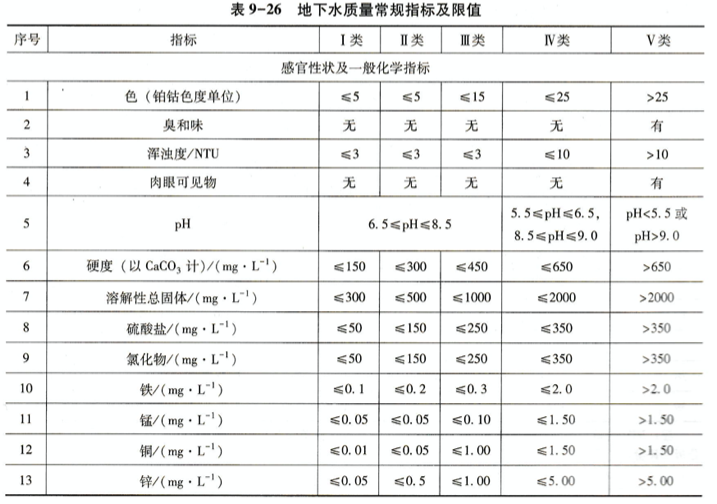 表 9-26 地下水质量常规指标及限值
序号 指标 Ⅰ类 Ⅱ类 Ⅲ类 Ⅳ类 Ⅴ类
感官性状及一般化学指标
1 色（铂钴色度单位） ≤5 ≤5 ≤15 ≤25 >25
2 臭和味 无 无 无 无 有
3 浑浊度/NTU ≤3 ≤3 ≤3 ≤10 >10
4 肉眼可见物 无 无 无 无 有
5 pH 6.5≤pH≤8.5 5.5≤pH≤6.5, 8.5≤pH≤9.0 pH<5.5 或 pH>9.0
6 硬度（以 CaCO₃ 计）/(mg·L⁻¹) ≤150 ≤300 ≤450 ≤650 >650
7 溶解性总固体/(mg·L⁻¹) ≤300 ≤500 ≤1000 ≤2000 >2000
8 硫酸盐/(mg·L⁻¹) ≤50 ≤150 ≤250 ≤350 >350
9 氯化物/(mg·L⁻¹) ≤50 ≤150 ≤250 ≤350 >350
10 铁/(mg·L⁻¹) ≤0.1 ≤0.2 ≤0.3 ≤2.0 >2.0
11 锰/(mg·L⁻¹) ≤0.05 ≤0.05 ≤0.10 ≤1.50 >1.50
12 铜/(mg·L⁻¹) ≤0.01 ≤0.05 ≤1.00 ≤1.50 >1.50
13 锌/(mg·L⁻¹) ≤0.05 ≤0.5 ≤1.00 ≤5.00 >5.00